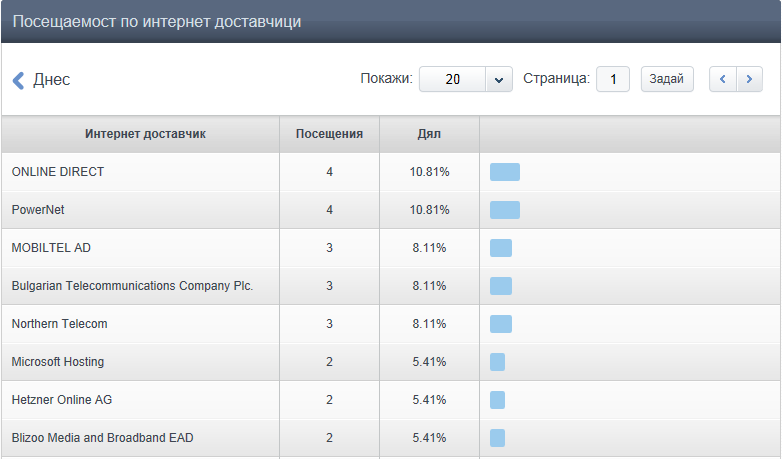 Посещаемост по интернет доставчици
Днес Покажи: 20 Страница: 1 Задай
Интернет доставчик Посещения Дял
ONLINE DIRECT 4 10.81%
PowerNet 4 10.81%
MOBILTEL AD 3 8.11%
Bulgarian Telecommunications Company Plc. 3 8.11%
Northern Telecom 3 8.11%
Microsoft Hosting 2 5.41%
Hetzner Online AG 2 5.41%
Blizoo Media and Broadband EAD 2 5.41%